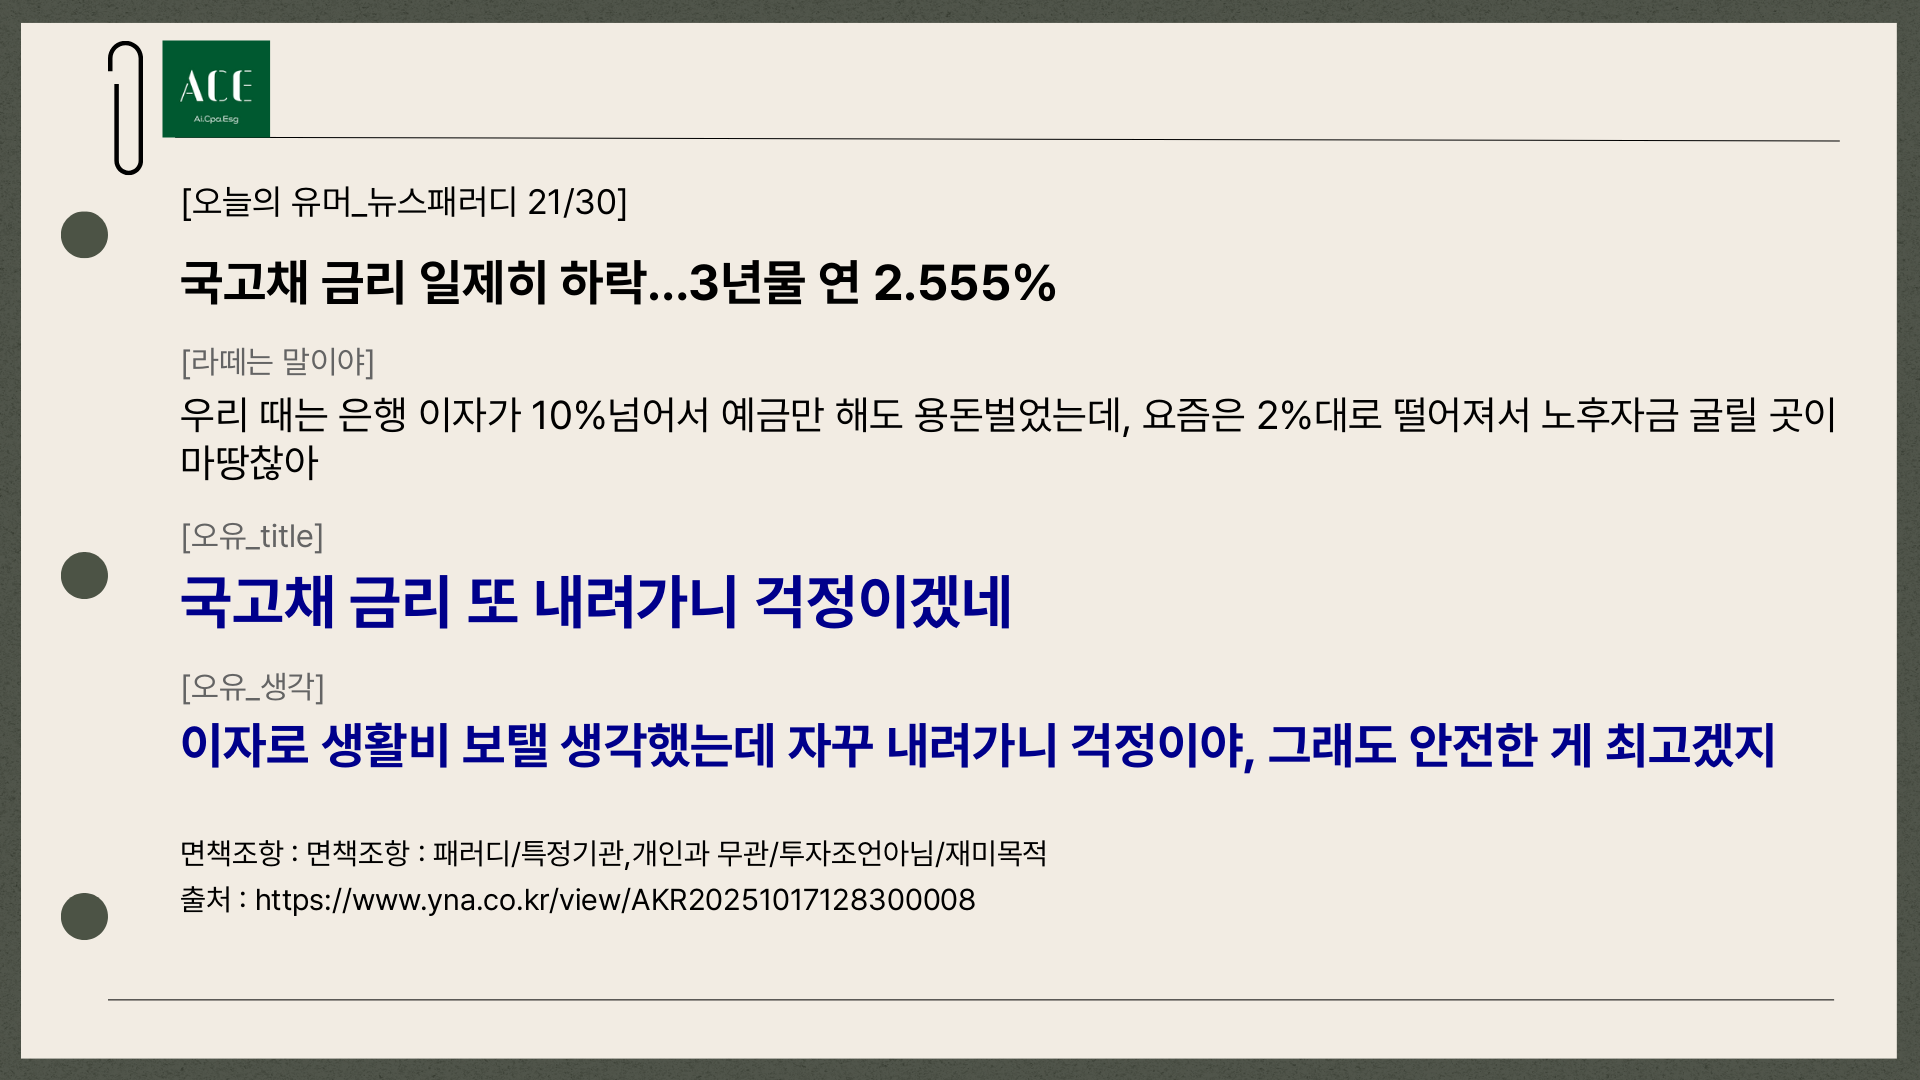 ACE
Ai.Cpa.Esg
[오늘의 유머_뉴스패러디 21/30]
국고채 금리 일제히 하락…3년물 연 2.555%
[라떼는 말이야]
우리 때는 은행 이자가 10%넘어서 예금만 해도 용돈벌었는데, 요즘은 2%대로 떨어져서 노후자금 굴릴 곳이
마땅찮아
[오유_title]
국고채 금리 또 내려가니 걱정이겠네
[오유_생각]
이자로 생활비 보탤 생각했는데 자꾸 내려가니 걱정이야, 그래도 안전한 게 최고겠지
면책조항 : 면책조항 : 패러디/특정기관,개인과 무관/투자조언아님/재미목적
출처 : https://www.yna.co.kr/view/AKR20251017128300008